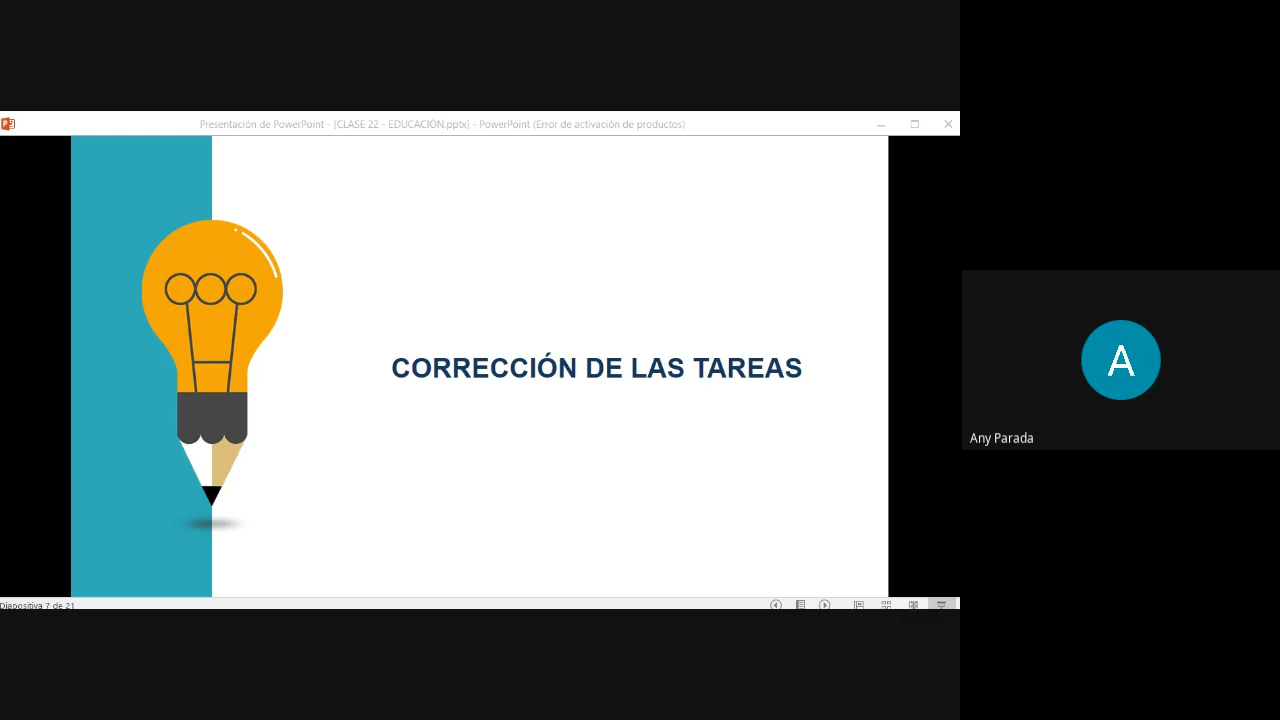 Presentación de PowerPoint - [CLASE 22 - EDUCACIÓN.pptx] - PowerPoint (Error de activación de productos)
CORRECCIÓN DE LAS TAREAS
A
Any Parada
Diapositiva 7 de 21